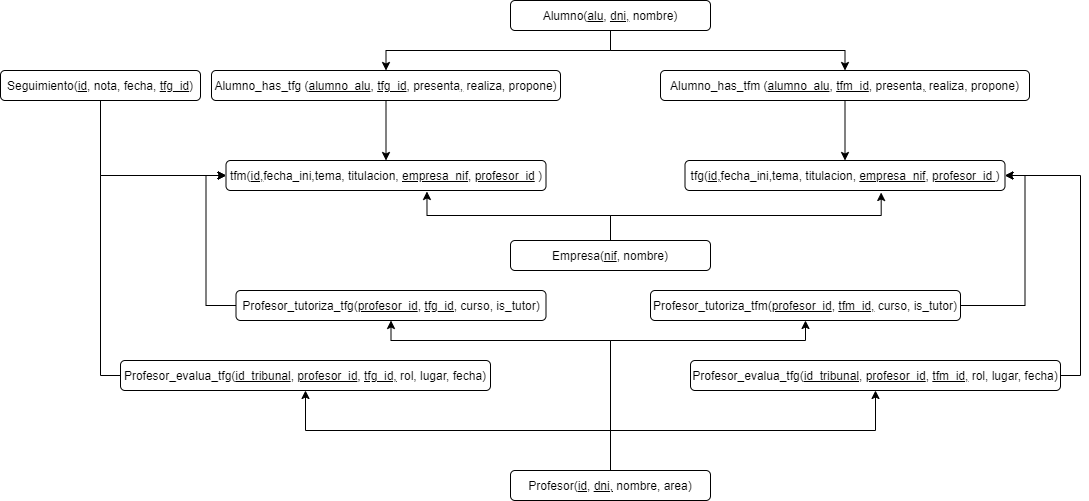 Alumno(alu, dni, nombre)
Seguimiento(id, nota, fecha, tfg_id)
Alumno_has_tfg (alumno_alu, tfg_id, presenta, realiza, propone)
Alumno_has_tfm (alumno_alu, tfm_id, presenta, realiza, propone)
tfm(id,fecha_ini,tema, titulacion, empresa_nif, profesor_id )
tfg(id,fecha_ini,tema, titulacion, empresa_nif, profesor_id )
Empresa(nif, nombre)
Profesor_tutoriza_tfg(profesor_id, tfg_id, curso, is_tutor)
Profesor_tutoriza_tfm(profesor_id, tfm_id, curso, is_tutor)
Profesor_evalua_tfg(id_tribunal, profesor_id, tfg_id, rol, lugar, fecha)
Profesor_evalua_tfg(id_tribunal, profesor_id, tfm_id, rol, lugar, fecha)
Profesor(id, dni, nombre, area)